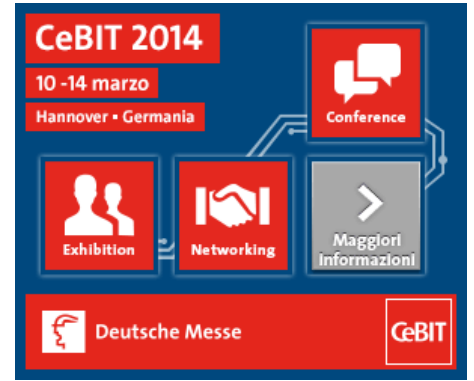 CeBIT 2014
10 -14 marzo
Hannover ▪ Germania
Conference
Exhibition
Networking
Maggiori
informazioni
Deutsche Messe
CeBIT